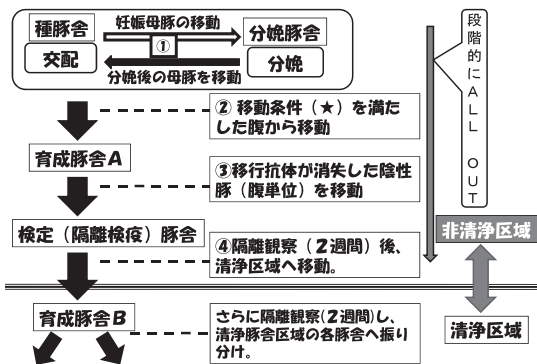 種豚舎
妊娠母豚の移動
分娩豚舎
①
交配
分娩
分娩後の母豚を移動
段階的にALL OUT
② 移動条件（★）を満た
した腹から移動
育成豚舎A
③移行抗体が消失した陰性
豚（腹単位）を移動
検定（隔離検疫）豚舎
④隔離観察（２週間）後、
清浄区域へ移動。
非清浄区域
育成豚舎B
さらに隔離観察(２週間)し、
清浄豚舎区域の各豚舎へ振り
分け。
清浄区域